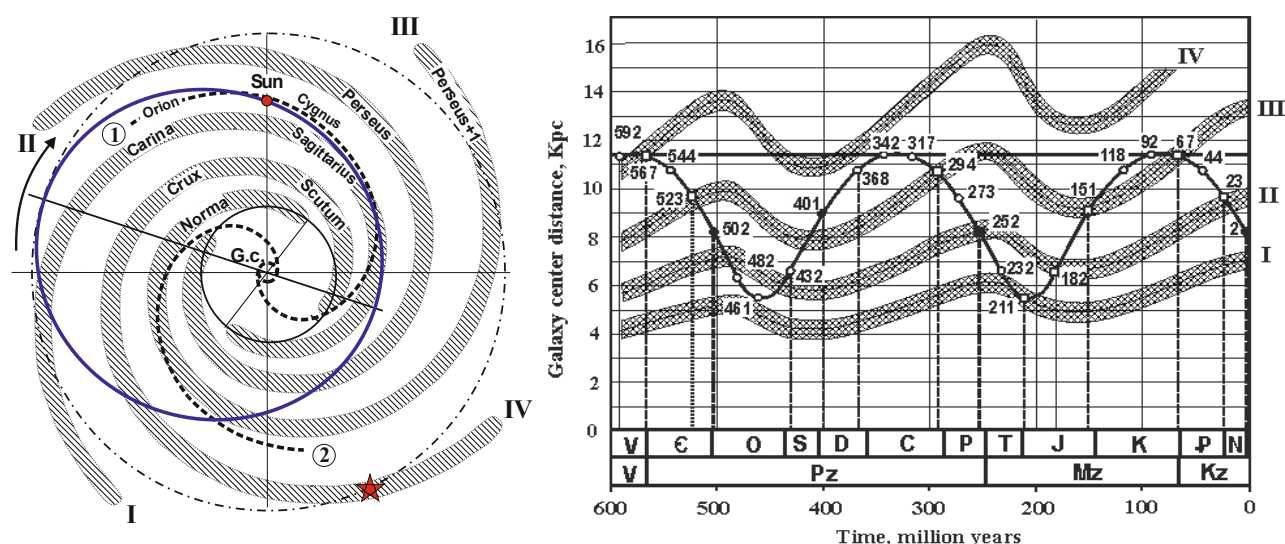 III
Perseus+1
Sun
Orion
Cygnus
Perseus
1
II
Carina
Sagittarius
Crux
Scutum
Norma
G.c.
IV
2
I
Galaxy center distance, Kpc
16
14
12
10
8
6
4
2
0
IV
III
II
I
592
567
544
523
502
482
461
432
401
368
342
317
294
273
252
232
211
182
151
118
92
67
44
23
2
V Є O S D C P T J K P N
V Pz Mz Kz
600 500 400 300 200 100 0
Time, million years